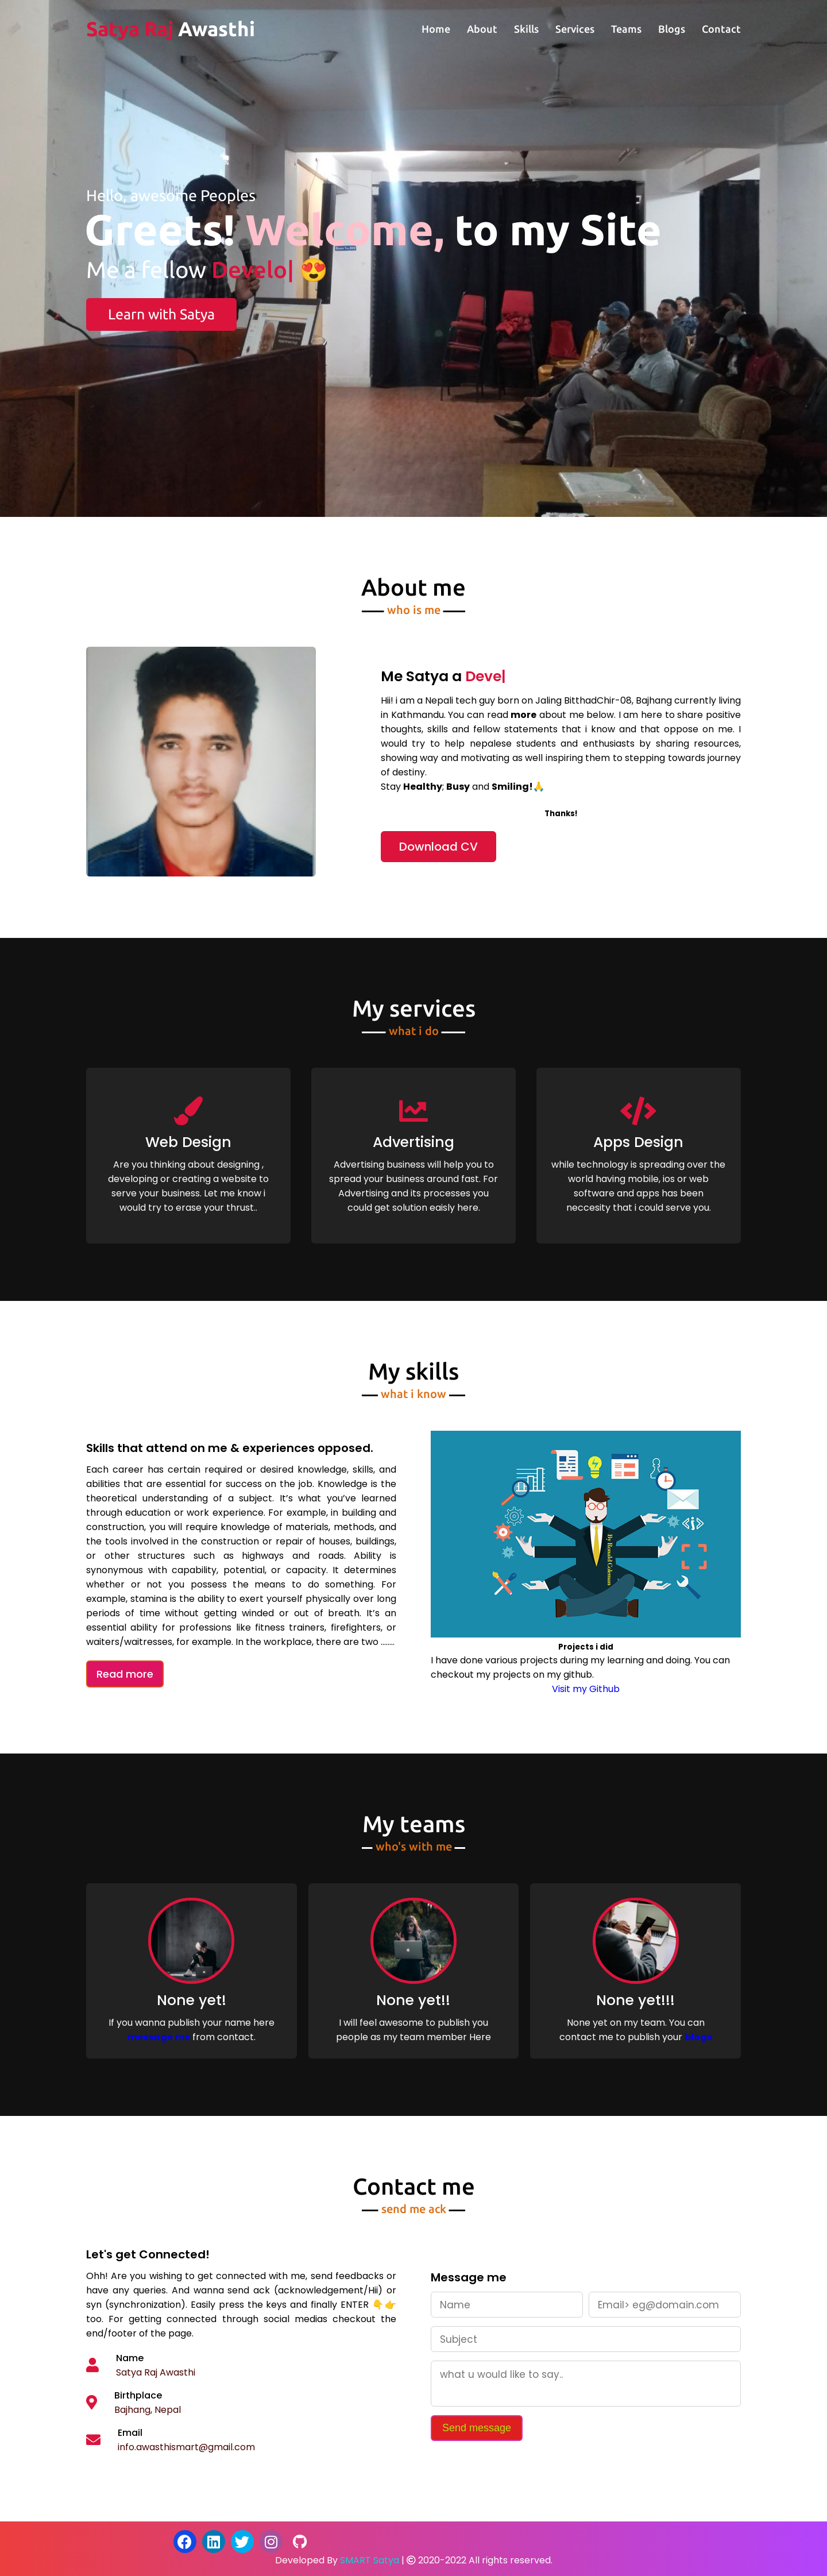 Satya Raj Awasthi
Home About Skills Services Teams Blogs Contact
Hello, awesome Peoples
Greets! Welcome, to my Site
Me a fellow Develo| 😍
Learn with Satya
About me
who is me
Me Satya a Deve|
Hii! i am a Nepali tech guy born on Jaling BitthadChir-08, Bajhang currently living
in Kathmandu. You can read more about me below. I am here to share positive
thoughts, skills and fellow statements that i know and that oppose on me. I
would try to help nepalese students and enthusiasts by sharing resources,
showing way and motivating as well inspiring them to stepping towards journey
of destiny.
Stay Healthy; Busy and Smiling!🙏
Thanks!
Download CV
My services
what i do
Web Design
Are you thinking about designing ,
developing or creating a website to
serve your business. Let me know i
would try to erase your thrust..
Advertising
Advertising business will help you to
spread your business around fast. For
Advertising and its processes you
could get solution eaisly here.
Apps Design
while technology is spreading over the
world having mobile, ios or web
software and apps has been
neccesity that i could serve you.
My skills
what i know
Skills that attend on me & experiences opposed.
Each career has certain required or desired knowledge, skills, and
abilities that are essential for success on the job. Knowledge is the
theoretical understanding of a subject. It’s what you’ve learned
through education or work experience. For example, in building and
construction, you will require knowledge of materials, methods, and
the tools involved in the construction or repair of houses, buildings,
or other structures such as highways and roads. Ability is
synonymous with capability, potential, or capacity. It determines
whether or not you possess the means to do something. For
example, stamina is the ability to exert yourself physically over long
periods of time without getting winded or out of breath. It’s an
essential ability for professions like fitness trainers, firefighters, or
waiters/waitresses, for example. In the workplace, there are two ........
Read more
By Ronald Coleman
Projects i did
I have done various projects during my learning and doing. You can
checkout my projects on my github.
Visit my Github
My teams
who's with me
None yet!
If you wanna publish your name here
message me from contact.
None yet!!
I will feel awesome to publish you
people as my team member Here
None yet!!!
None yet on my team. You can
contact me to publish your blogs
Contact me
send me ack
Let's get Connected!
Ohh! Are you wishing to get connected with me, send feedbacks or
have any queries. And wanna send ack (acknowledgement/Hii) or
syn (synchronization). Easily press the keys and finally ENTER 👇👉
too. For getting connected through social medias checkout the
end/footer of the page.
Name
Satya Raj Awasthi
Birthplace
Bajhang, Nepal
Email
info.awasthismart@gmail.com
Message me
Name
Email> eg@domain.com
Subject
what u would like to say..
Send message
Developed By SMART Satya | © 2020-2022 All rights reserved.